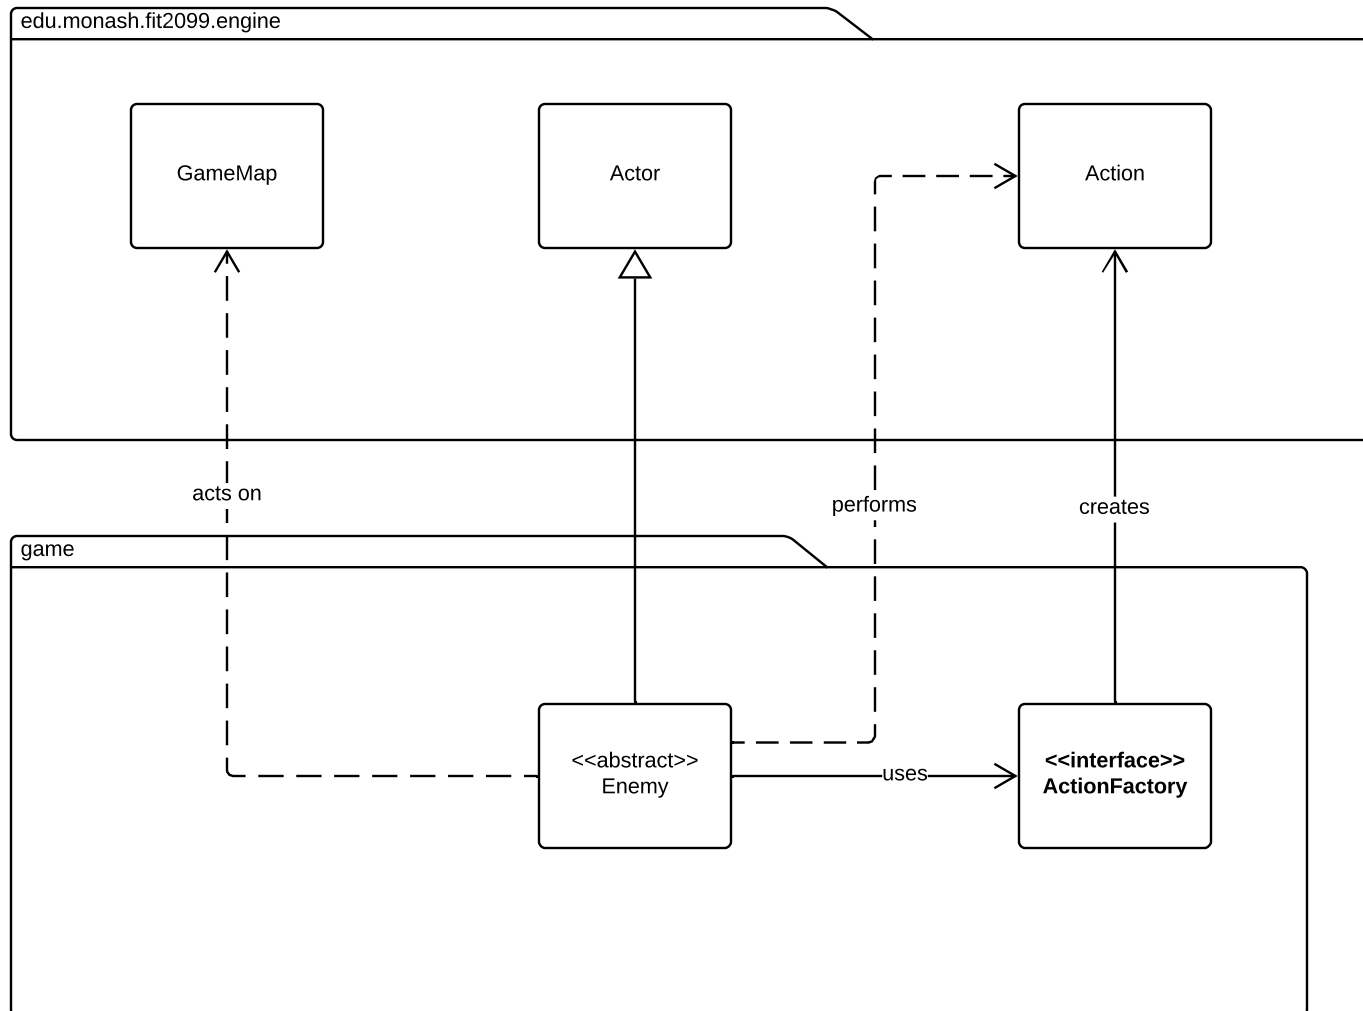 edu.monash.fit2099.engine
GameMap
Actor
Action
acts on
performs
creates
game
<<abstract>>
Enemy
uses
<<interface>>
ActionFactory